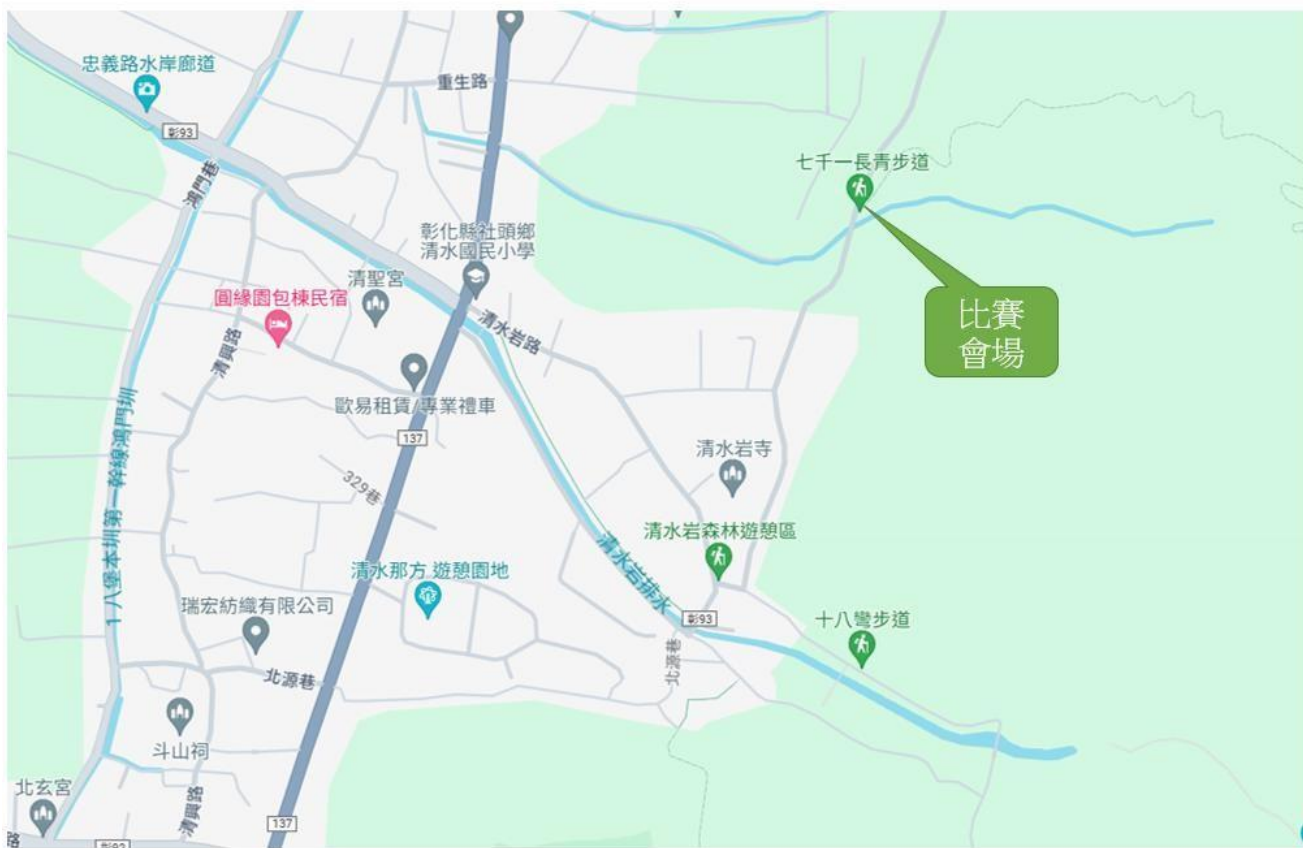 忠義路水岸廊道
重生路
彰93
七千一長青步道
鴻門巷
彰化縣社頭鄉
清水國民小學
清聖宮
圓緣園包棟民宿
比賽
會場
清水岩路
清興路
歐易租賃/專業禮車
137
清水岩寺
329巷
1 八堡本圳第一幹線鴻門圳
清水岩森林遊憩區
清水岩排水
清水那方 遊憩園地
瑞宏紡織有限公司
彰93
十八彎步道
北源巷
北源巷
斗山祠
北玄宮
清興路
137
路
彰92